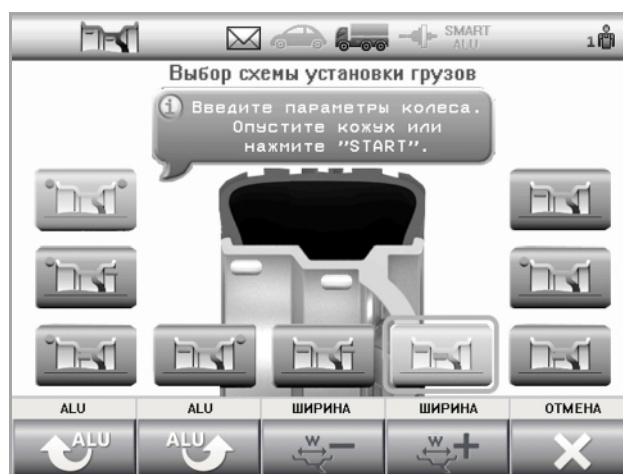 SMART
ALU
1
Выбор схемы установки грузов
i Введите параметры колеса.
Опустите кожух или
нажмите "START".
ALU ALU ШИРИНА ШИРИНА ОТМЕНА
ALU ALU W W